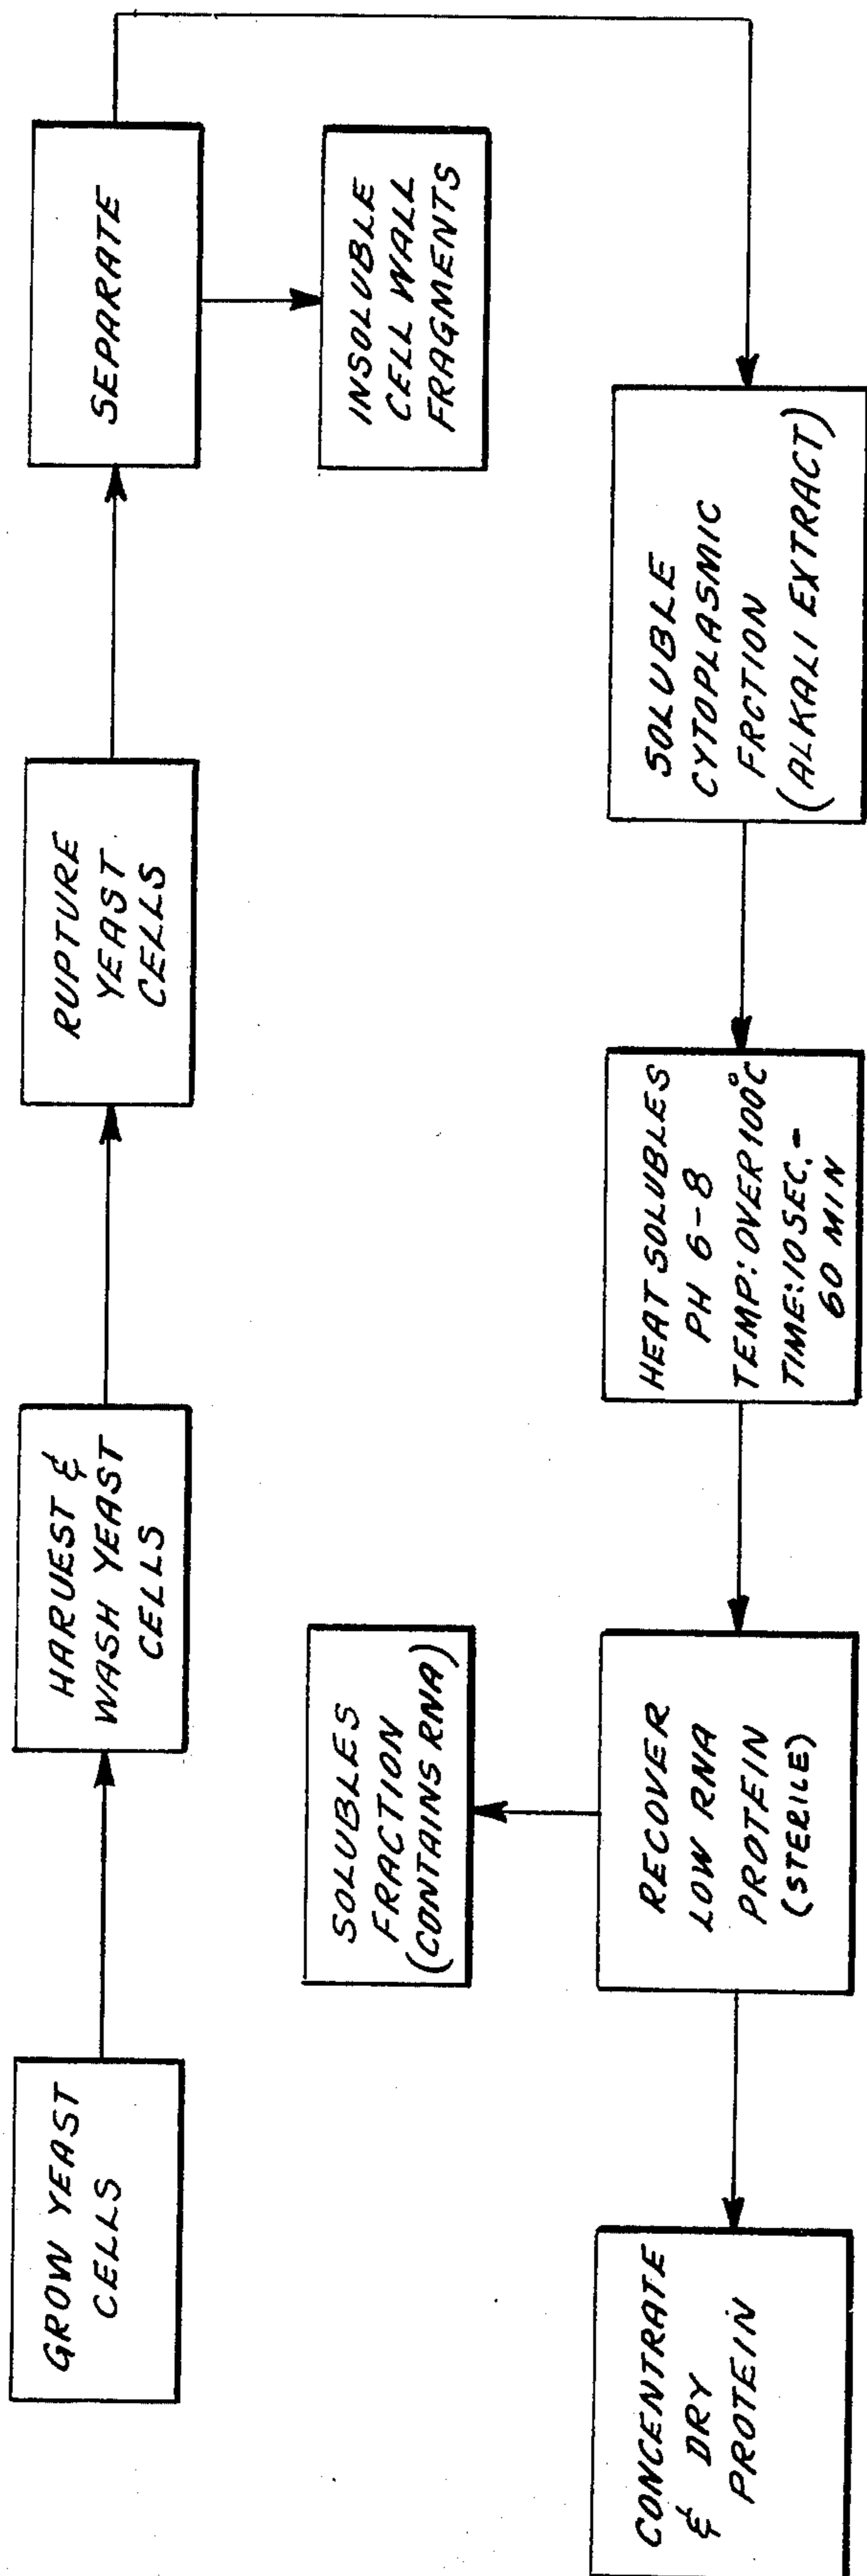 GROW YEAST
CELLS
HARVEST &
WASH YEAST
CELLS
RUPTURE
YEAST
CELLS
SEPARATE
INSOLUBLE
CELL WALL
FRAGMENTS
SOLUBLE
CYTOPLASMIC
FRCTION
(ALKALI EXTRACT)
HEAT SOLUBLES
PH 6-8
TEMP: OVER 100°C
TIME: 10 SEC. -
60 MIN
RECOVER
LOW RNA
PROTEIN
(STERILE)
SOLUBLES
FRACTION
(CONTAINS RNA)
CONCENTRATE
& DRY
PROTEIN